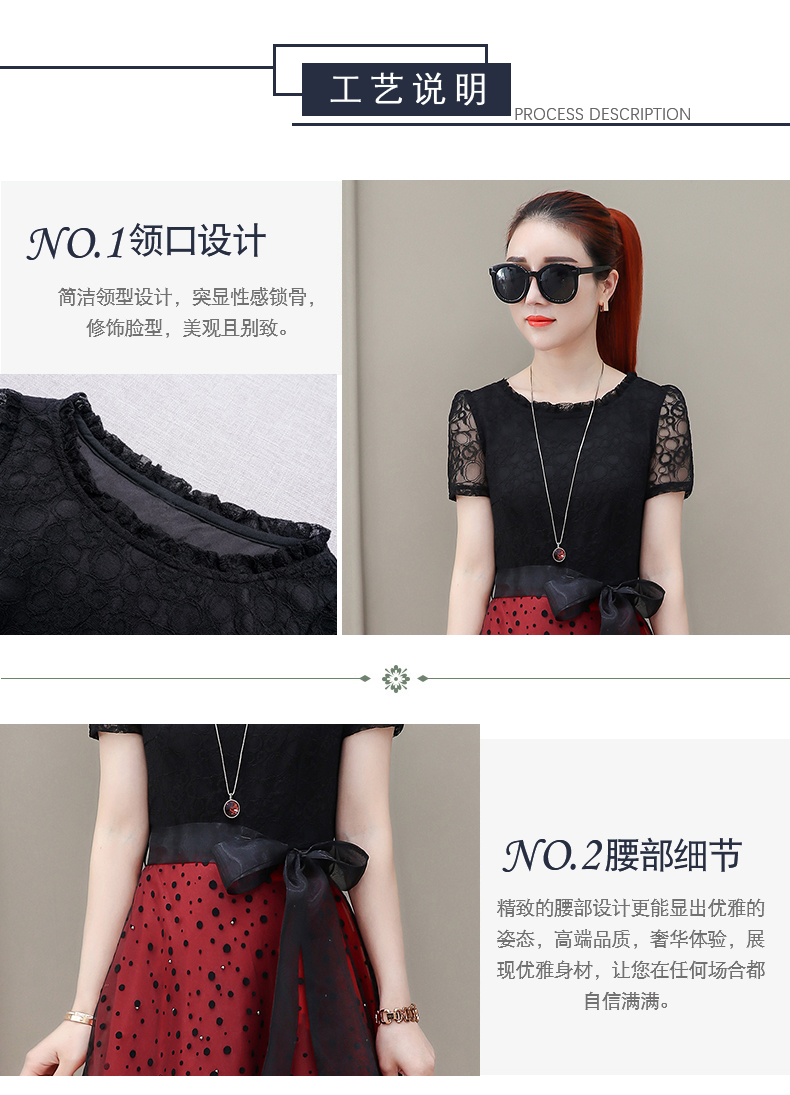 工艺说明
PROCESS DESCRIPTION
NO.1领口设计
简洁领型设计，突显性感锁骨，
修饰脸型，美观且别致。
NO.2腰部细节
精致的腰部设计更能显出优雅的
姿态，高端品质，奢华体验，展
现优雅身材，让您在任何场合都
自信满满。